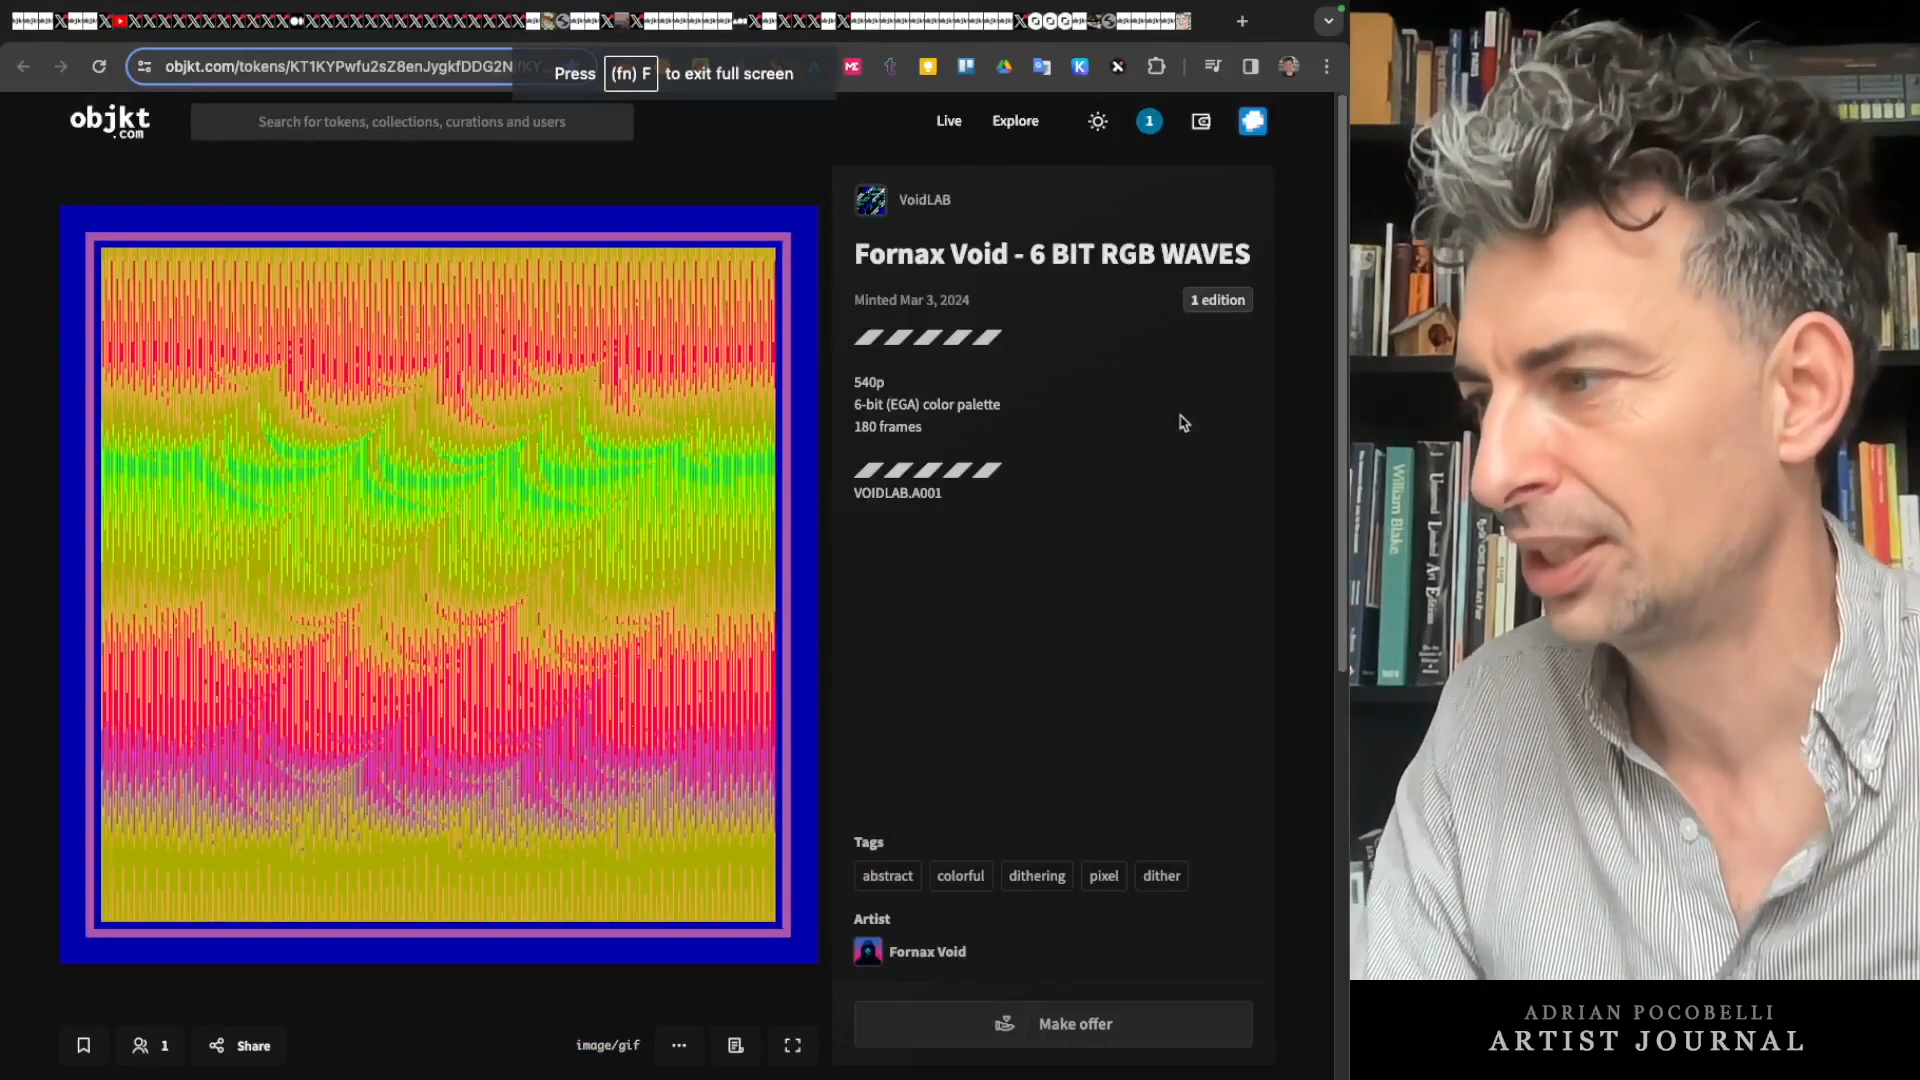 objkt.com/tokens/KT1KYPwfu2sZ8enJygkfDDG2N
Press (fn) F to exit full screen
objkt
.com
Search for tokens, collections, curations and users
Live
Explore
1
VoidLAB
Fornax Void - 6 BIT RGB WAVES
Minted Mar 3, 2024
1 edition
540p
6-bit (EGA) color palette
180 frames
VOIDLAB.A001
Tags
abstract
colorful
dithering
pixel
dither
Artist
Fornax Void
Make offer
1
Share
image/gif
William Blake
ADRIAN POCOBELLI
ARTIST JOURNAL